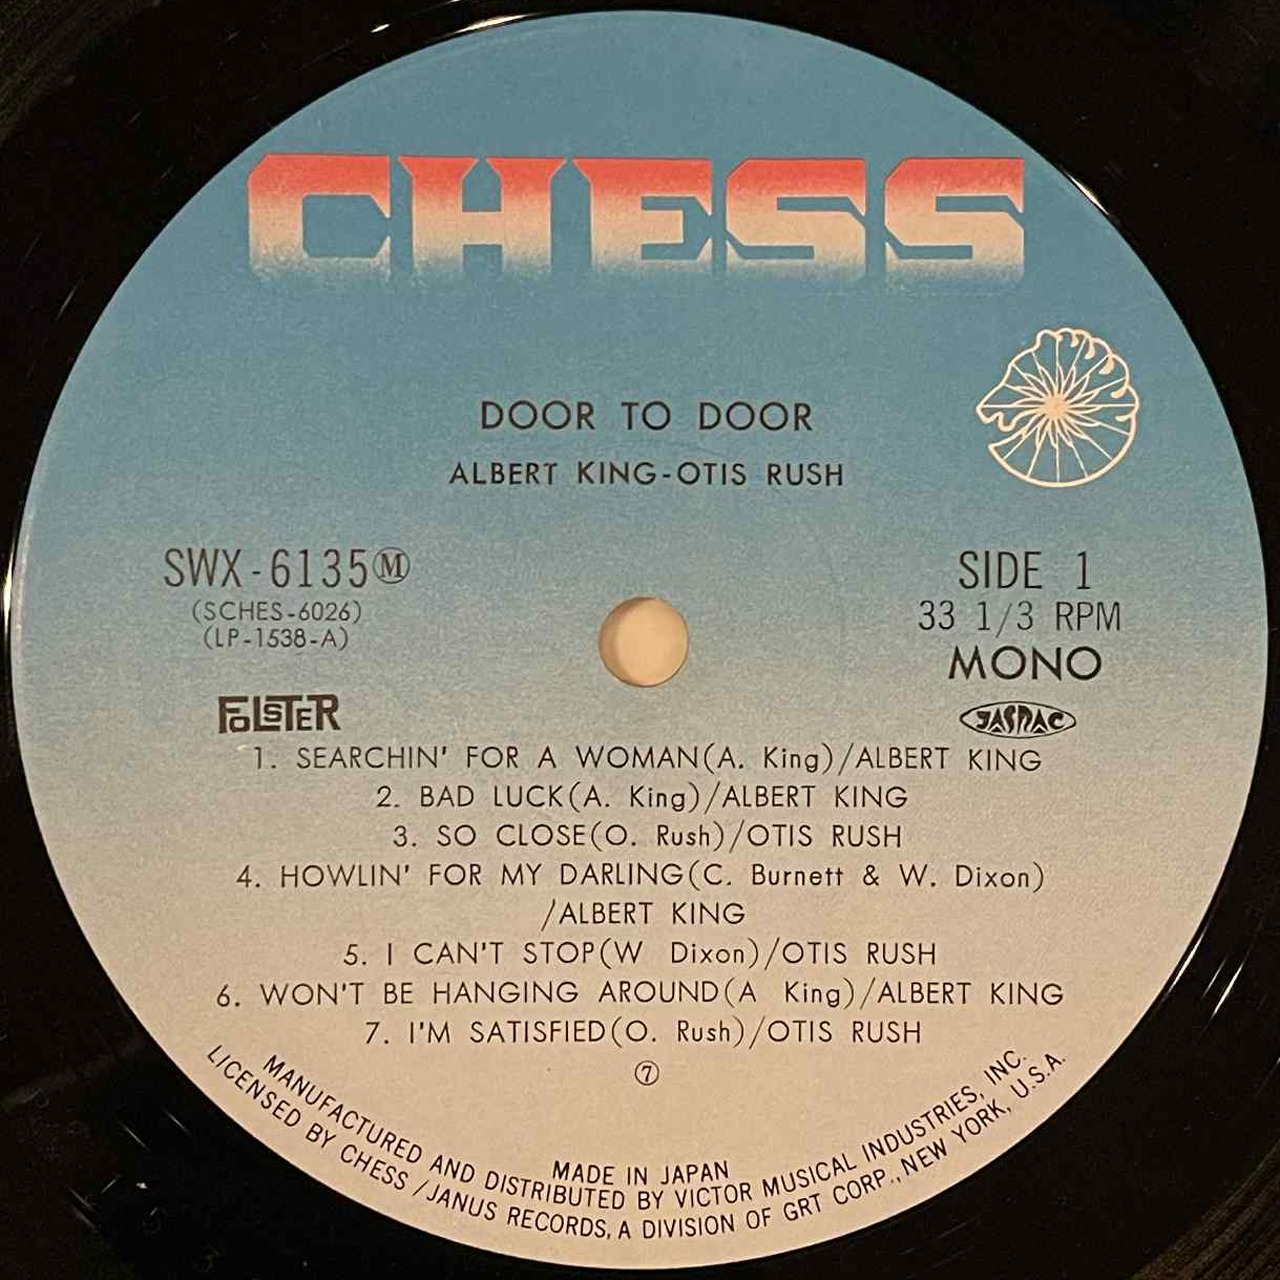 CHESS
DOOR TO DOOR
ALBERT KING-OTIS RUSH
SWX-6135Ⓜ
(SCHES-6026)
(LP-1538-A)
FOLSTER
SIDE 1
33 1/3 RPM
MONO
JASRAC
1. SEARCHIN' FOR A WOMAN(A. King)/ALBERT KING
2. BAD LUCK(A. King)/ALBERT KING
3. SO CLOSE(O. Rush)/OTIS RUSH
4. HOWLIN' FOR MY DARLING(C. Burnett & W. Dixon)
/ALBERT KING
5. I CAN'T STOP(W Dixon)/OTIS RUSH
6. WON'T BE HANGING AROUND(A King)/ALBERT KING
7. I'M SATISFIED(O. Rush)/OTIS RUSH
⑦
MADE IN JAPAN
MANUFACTURED AND DISTRIBUTED BY VICTOR MUSICAL INDUSTRIES, INC.
LICENSED BY CHESS/JANUS RECORDS, A DIVISION OF GRT CORP., NEW YORK, U.S.A.